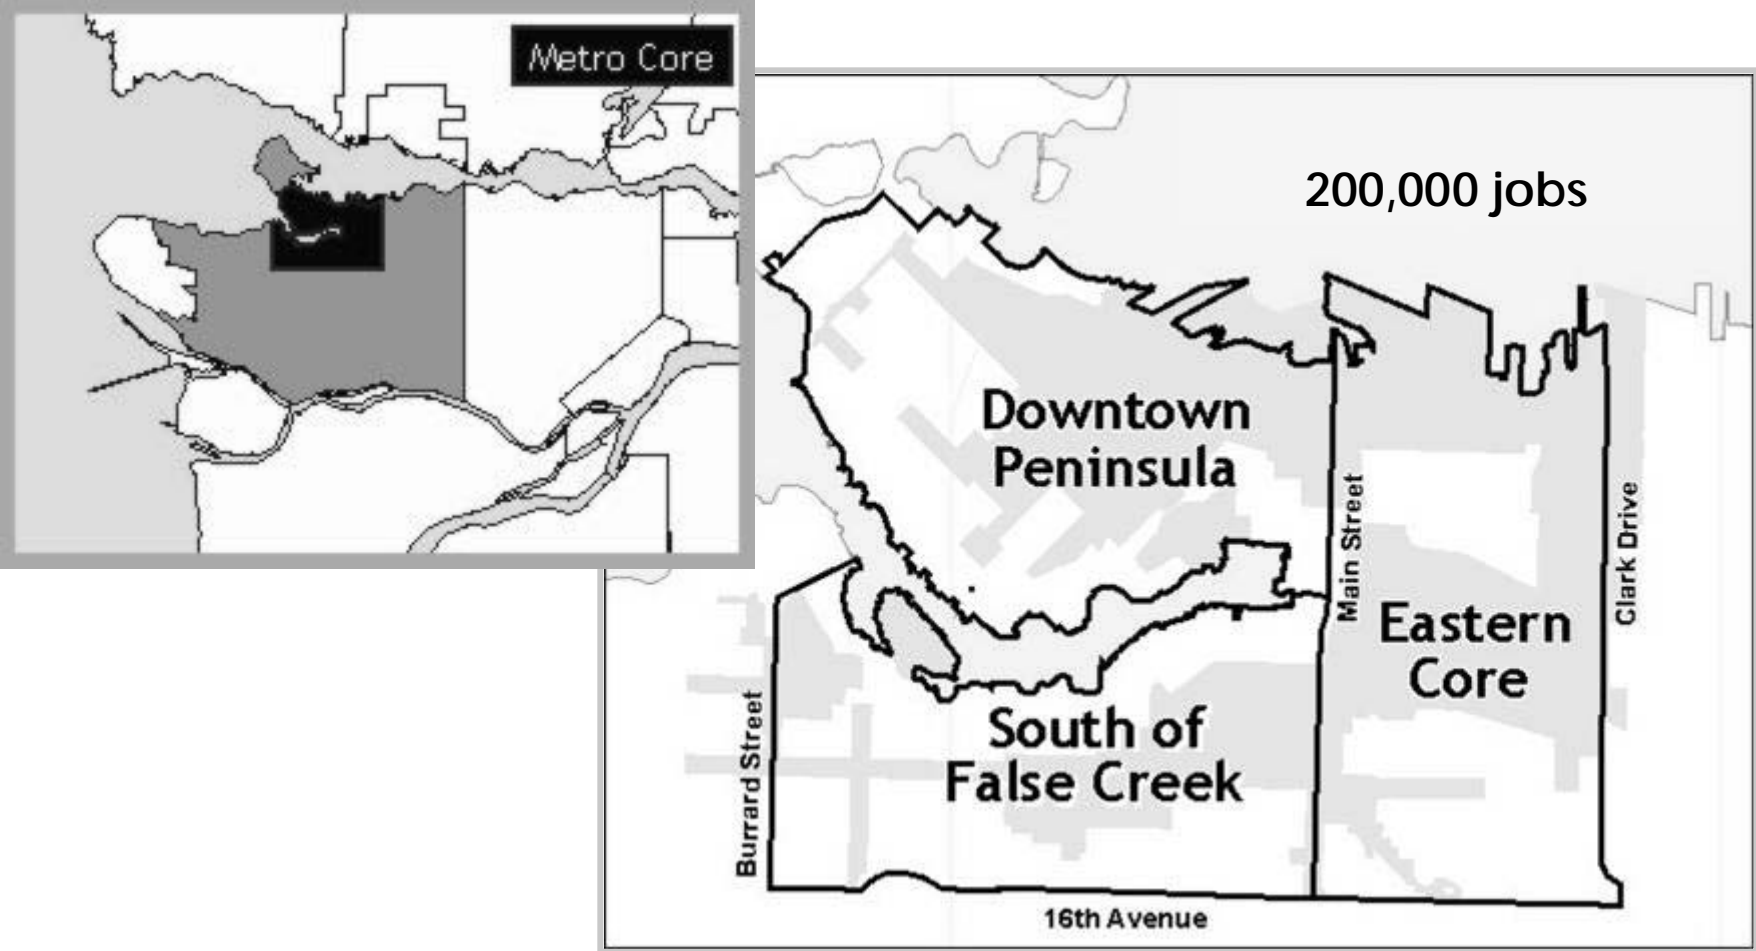 Metro Core
200,000 jobs
Downtown
Peninsula
Main Street
Clark Drive
Eastern
Core
South of
False Creek
Burrard Street
16th Avenue